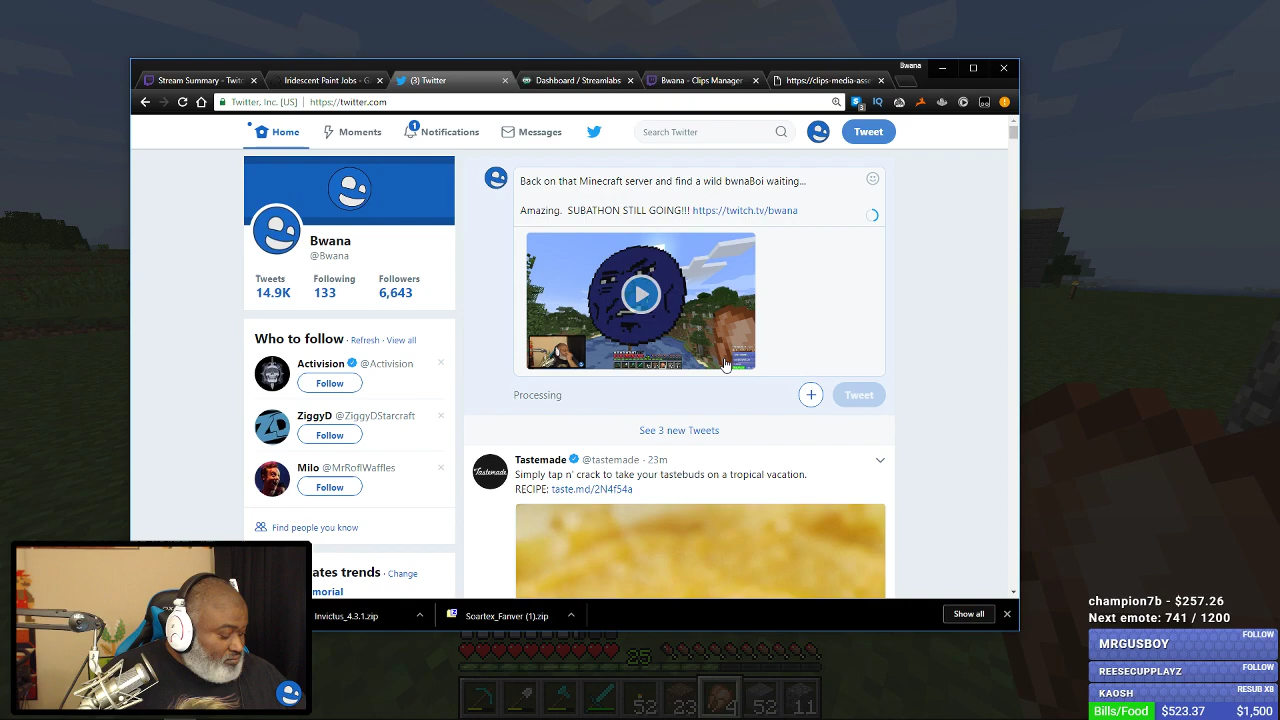 Bwana
Stream Summary - Twitc
Iridescent Paint Jobs - G
(3) Twitter
Dashboard / Streamlabs
Bwana - Clips Manager
https://clips-media-asse
Twitter, Inc. [US]
https://twitter.com
IQ
3
Home
Moments
1
Notifications
Messages
Search Twitter
Tweet
Back on that Minecraft server and find a wild bwnaBoi waiting...
Amazing. SUBATHON STILL GOING!!! https://twitch.tv/bwana
Bwana
@Bwana
Tweets Following Followers
14.9K 133 6,643
Processing
Tweet
Who to follow · Refresh · View all
Activision @Activision
Follow
ZiggyD @ZiggyDStarcraft
Follow
Milo @MrRoflWaffles
Follow
Find people you know
ates trends · Change
morial
See 3 new Tweets
Tastemade @tastemade · 23m
Simply tap n' crack to take your tastebuds on a tropical vacation.
RECIPE: taste.md/2N4f54a
Tastemade
Invictus_4.3.1.zip
Soartex_Fanver (1).zip
Show all
25
52 23 52 11
champion7b - $257.26
Next emote: 741 / 1200
MRGUSBOY FOLLOW
REESECUPPLAYZ FOLLOW
KAOSH RESUB X8
Bills/Food $523.37 $1,500